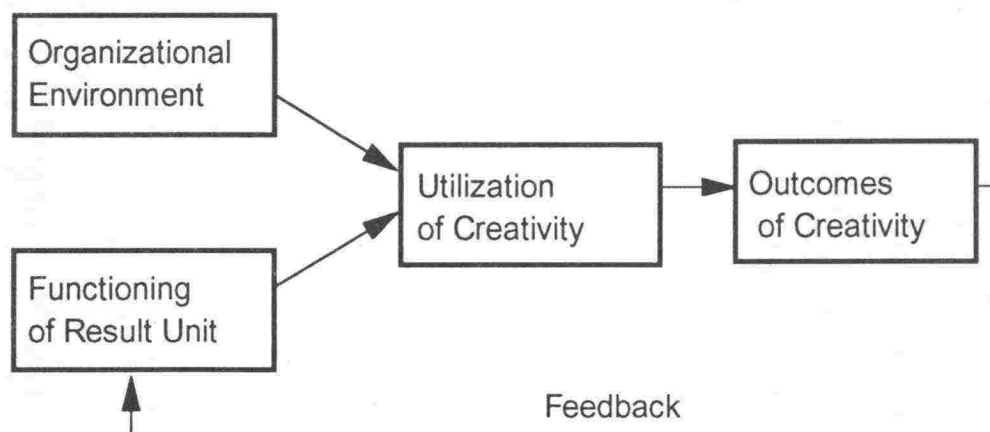 Organizational
Environment
Utilization
of Creativity
Outcomes
of Creativity
Functioning
of Result Unit
Feedback